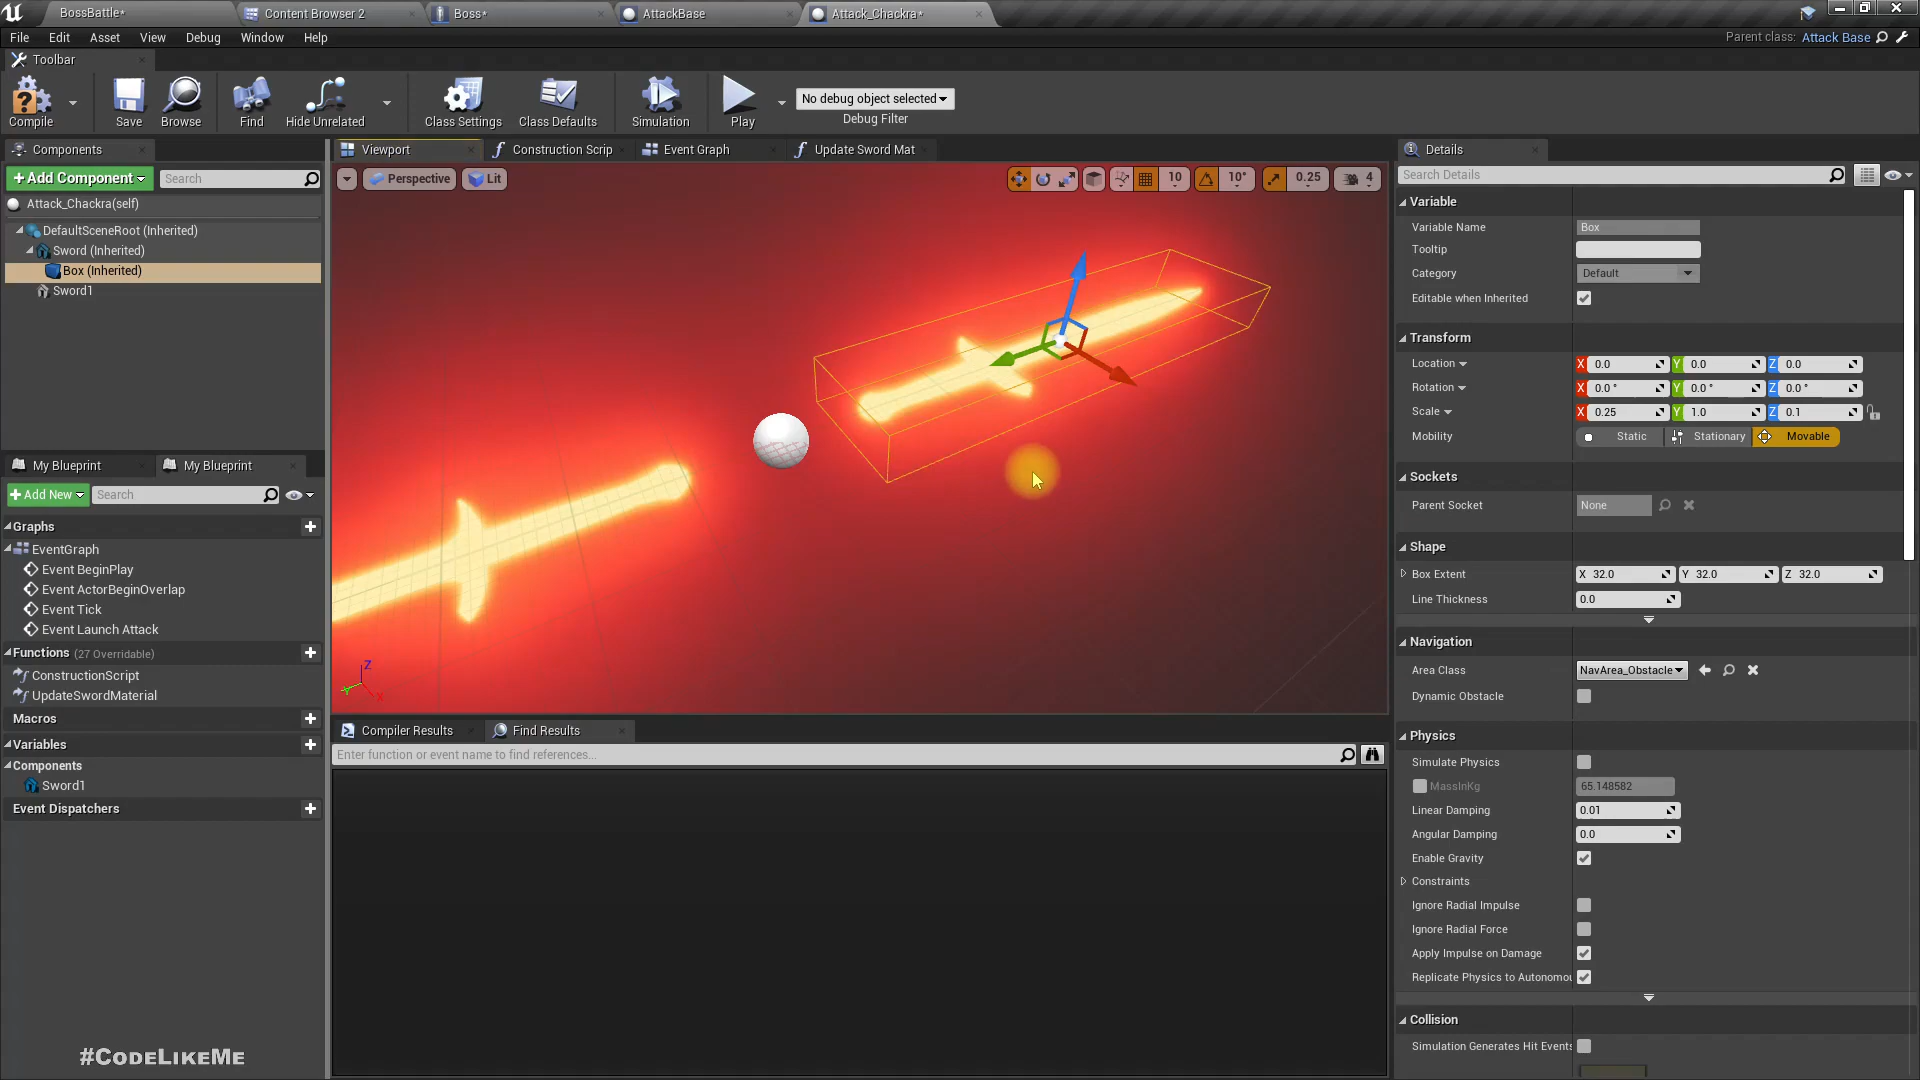 BossBattle*
Content Browser 2
Boss*
AttackBase
Attack_Chackra*
File
Edit
Asset
View
Debug
Window
Help
Parent class: Attack Base
Toolbar
Compile
Save
Browse
Find
Hide Unrelated
Class Settings
Class Defaults
Simulation
Play
No debug object selected
Debug Filter
Components
+Add Component
Search
Attack_Chackra(self)
DefaultSceneRoot (Inherited)
Sword (Inherited)
Box (Inherited)
Sword1
Viewport
Construction Scrip
Event Graph
Update Sword Mat
Perspective
Lit
10
10°
0.25
4
Z
X
Y
My Blueprint
My Blueprint
+Add New
Search
Graphs
EventGraph
Event BeginPlay
Event ActorBeginOverlap
Event Tick
Event Launch Attack
Functions (27 Overridable)
ConstructionScript
UpdateSwordMaterial
Macros
Variables
Components
Sword1
Event Dispatchers
#CodeLikeMe
Compiler Results
Find Results
Enter function or event name to find references...
Details
Search Details
Variable
Variable Name Box
Tooltip
Category Default
Editable when Inherited
Transform
Location X 0.0 Y 0.0 Z 0.0
Rotation X 0.0° Y 0.0° Z 0.0°
Scale X 0.25 Y 1.0 Z 0.1
Mobility Static Stationary Movable
Sockets
Parent Socket None
Shape
Box Extent X 32.0 Y 32.0 Z 32.0
Line Thickness 0.0
Navigation
Area Class NavArea_Obstacle
Dynamic Obstacle
Physics
Simulate Physics
MassInKg 65.148582
Linear Damping 0.01
Angular Damping 0.0
Enable Gravity
Constraints
Ignore Radial Impulse
Ignore Radial Force
Apply Impulse on Damage
Replicate Physics to Autonomou
Collision
Simulation Generates Hit Events